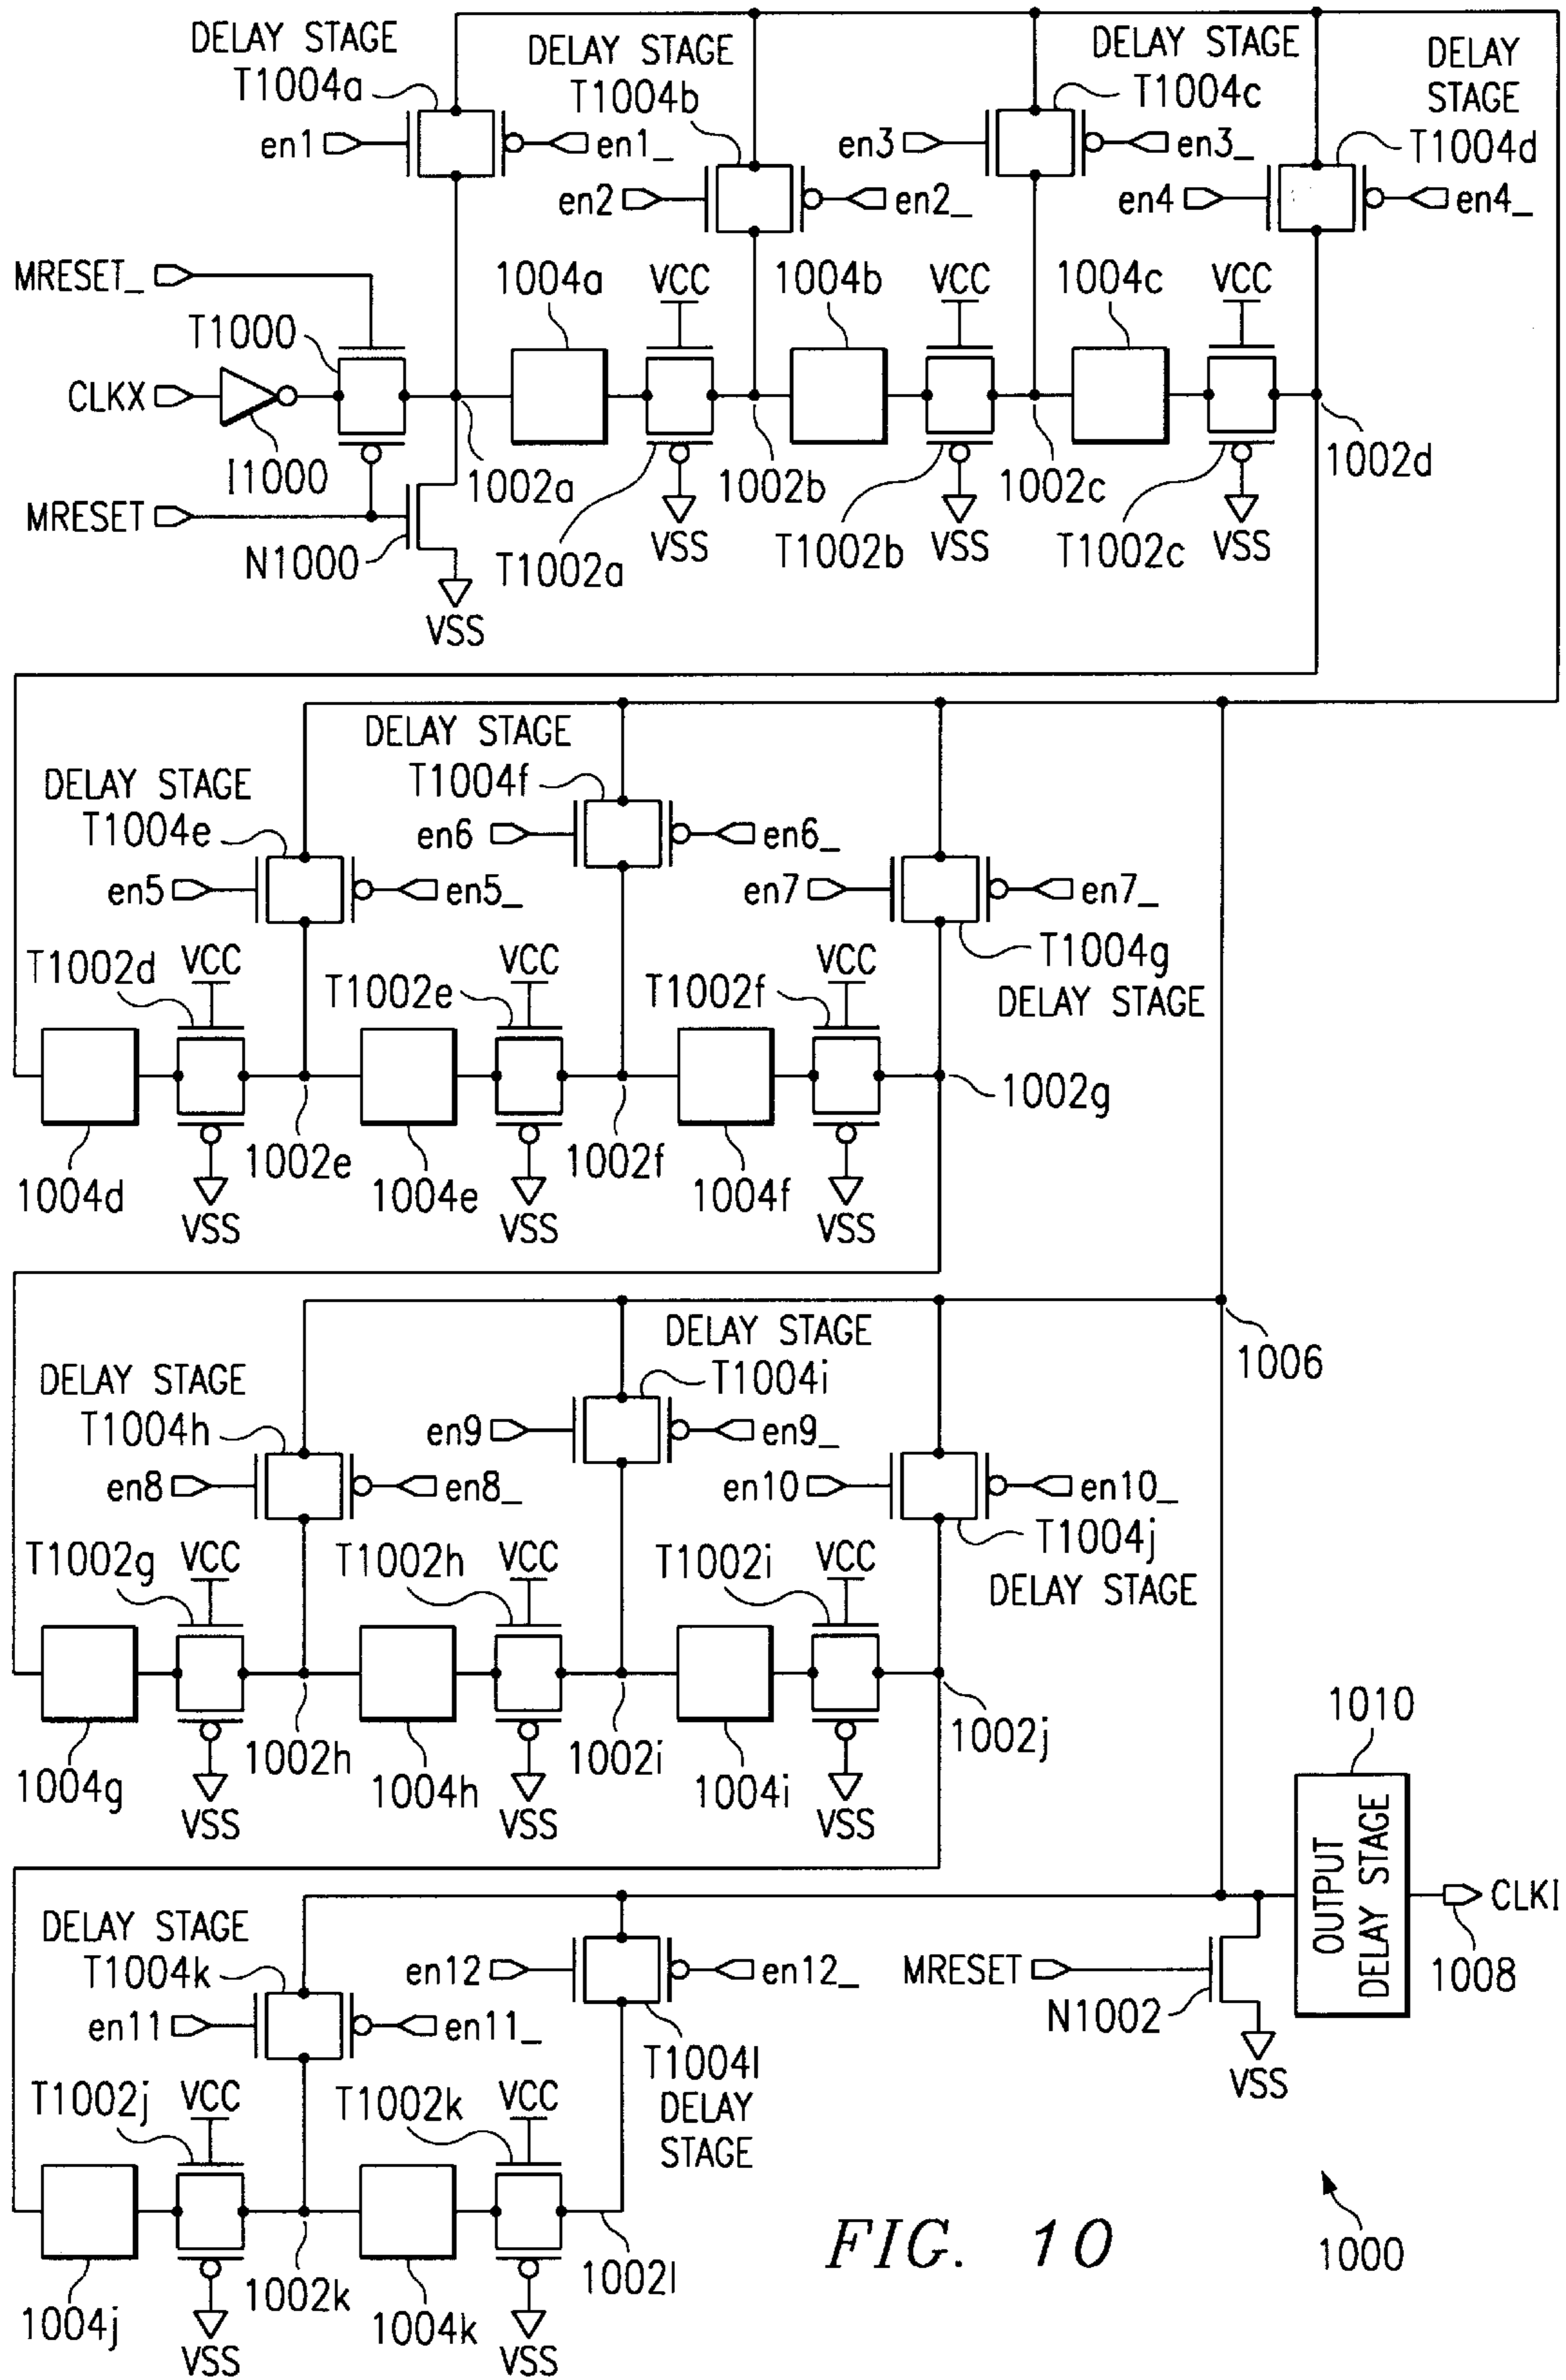 DELAY STAGE
T1004a
DELAY STAGE
T1004b
DELAY STAGE
T1004c
DELAY
STAGE
T1004d
en1
en1_
en2
en2_
en3
en3_
en4
en4_
MRESET_
T1000
CLKX
I1000
MRESET
N1000
VSS
1002a
1004a
VCC
T1002a
VSS
1002b
1004b
VCC
T1002b
VSS
1002c
1004c
VCC
T1002c
VSS
1002d
DELAY STAGE
T1004e
DELAY STAGE
T1004f
en5
en5_
en6
en6_
en7
en7_
T1004g
DELAY STAGE
T1002d
VCC
T1002e
VCC
T1002f
VCC
1002g
1004d
VSS
1002e
1004e
VSS
1002f
1004f
VSS
1006
DELAY STAGE
T1004h
DELAY STAGE
T1004i
en8
en8_
en9
en9_
en10
en10_
T1004j
DELAY STAGE
T1002g
VCC
T1002h
VCC
T1002i
VCC
1002j
1004g
VSS
1002h
1004h
VSS
1002i
1004i
VSS
1010
OUTPUT
DELAY STAGE
CLKI
1008
DELAY STAGE
T1004k
en11
en11_
en12
en12_
T1004l
DELAY
STAGE
MRESET
N1002
VSS
T1002j
VCC
T1002k
VCC
1004j
VSS
1002k
1004k
VSS
1002l
FIG. 10
1000